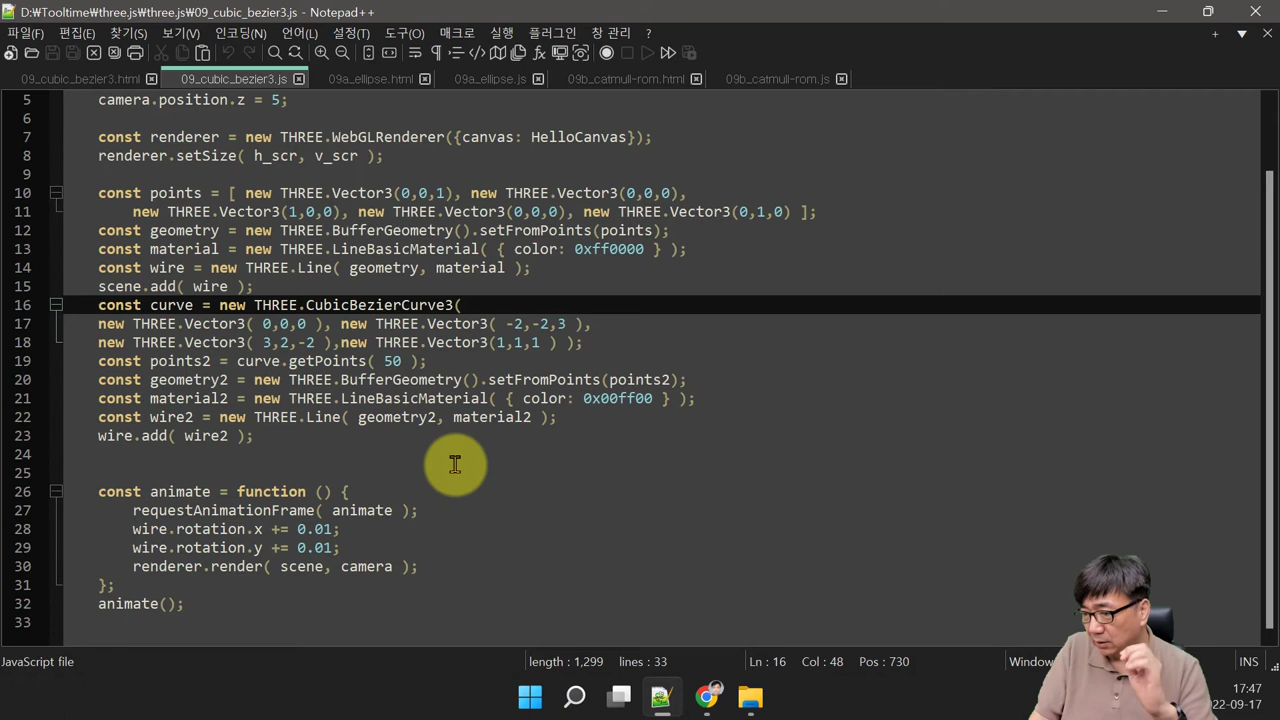 D:₩Tooltime₩three.js₩three.js₩09_cubic_bezier3.js - Notepad++
파일(F) 편집(E) 찾기(S) 보기(V) 인코딩(N) 언어(L) 설정(T) 도구(O) 매크로 실행 플러그인 창 관리 ?
09_cubic_bezier3.html 09_cubic_bezier3.js 09a_ellipse.html 09a_ellipse.js 09b_catmull-rom.html 09b_catmull-rom.js
5 camera.position.z = 5;
6
7 const renderer = new THREE.WebGLRenderer({canvas: HelloCanvas});
8 renderer.setSize( h_scr, v_scr );
9
10 const points = [ new THREE.Vector3(0,0,1), new THREE.Vector3(0,0,0),
11 new THREE.Vector3(1,0,0), new THREE.Vector3(0,0,0), new THREE.Vector3(0,1,0) ];
12 const geometry = new THREE.BufferGeometry().setFromPoints(points);
13 const material = new THREE.LineBasicMaterial( { color: 0xff0000 } );
14 const wire = new THREE.Line( geometry, material );
15 scene.add( wire );
16 const curve = new THREE.CubicBezierCurve3(
17 new THREE.Vector3( 0,0,0 ), new THREE.Vector3( -2,-2,3 ),
18 new THREE.Vector3( 3,2,-2 ),new THREE.Vector3(1,1,1 ) );
19 const points2 = curve.getPoints( 50 );
20 const geometry2 = new THREE.BufferGeometry().setFromPoints(points2);
21 const material2 = new THREE.LineBasicMaterial( { color: 0x00ff00 } );
22 const wire2 = new THREE.Line( geometry2, material2 );
23 wire.add( wire2 );
24
25
26 const animate = function () {
27 requestAnimationFrame( animate );
28 wire.rotation.x += 0.01;
29 wire.rotation.y += 0.01;
30 renderer.render( scene, camera );
31 };
32 animate();
33
JavaScript file length : 1,299 lines : 33 Ln : 16 Col : 48 Pos : 730 Window INS
17:47
2022-09-17